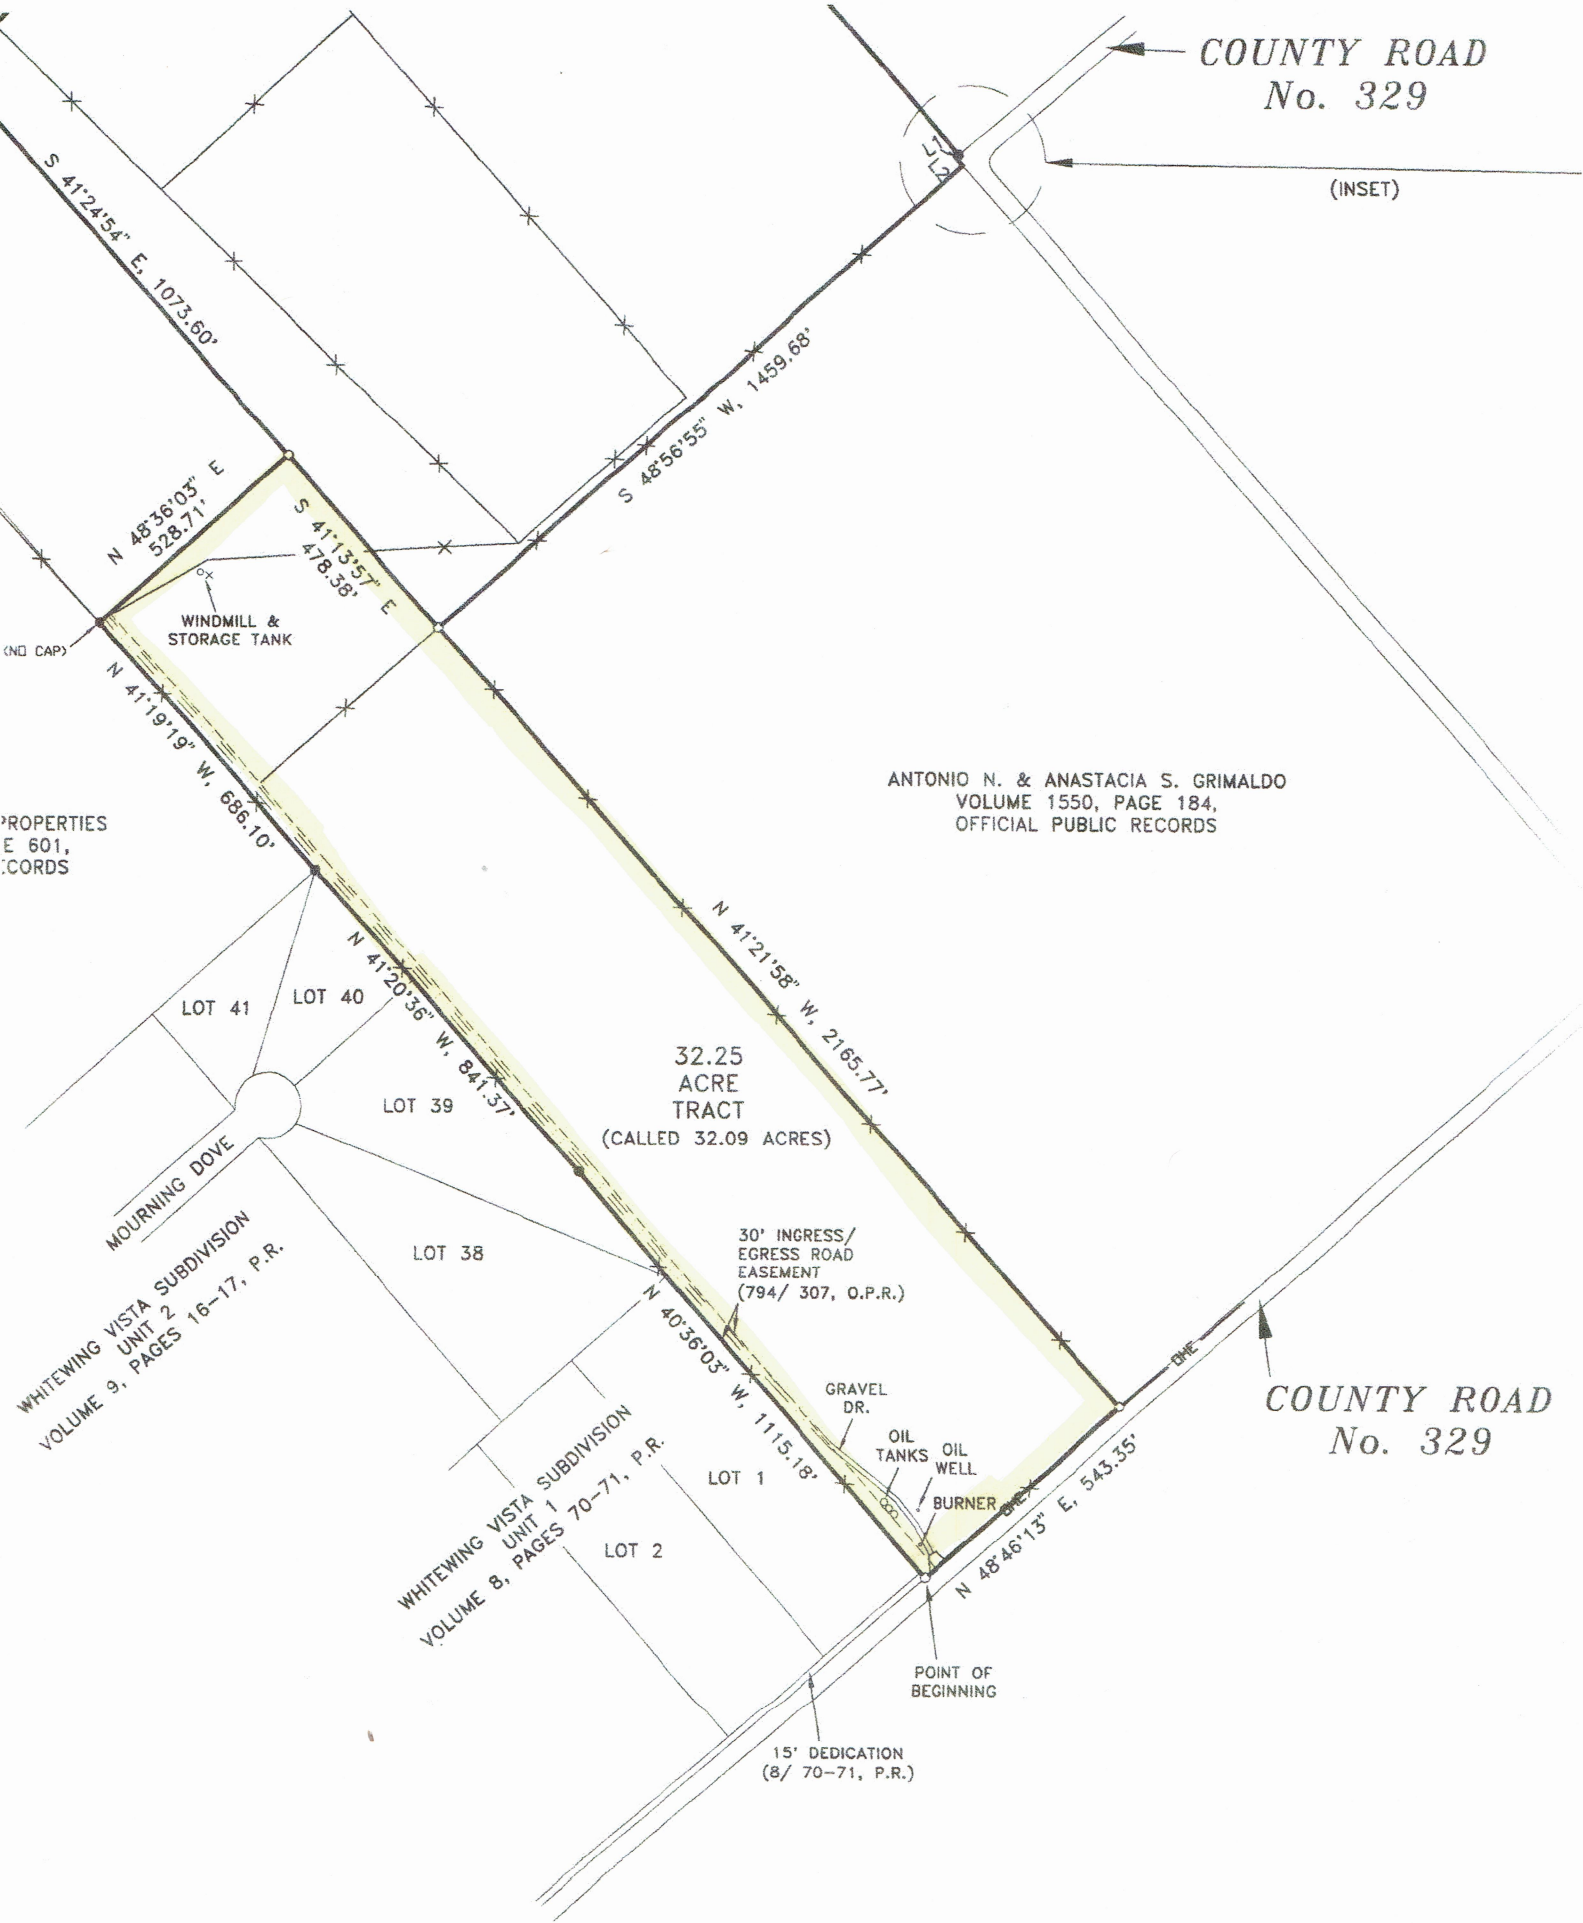 COUNTY ROAD
No. 329
(INSET)
L1
L2
S 41°24'54" E, 1073.60'
S 48°56'55" W, 1459.68'
N 48°36'03" E
528.71'
S 41°13'57" E
478.38'
WINDMILL &
STORAGE TANK
(NO CAP)
N 41°19'19" W, 686.10'
ANTONIO N. & ANASTACIA S. GRIMALDO
VOLUME 1550, PAGE 184,
OFFICIAL PUBLIC RECORDS
PROPERTIES
E 601,
ECORDS
N 41°21'58" W, 2165.77'
N 41°20'36" W, 841.37'
LOT 41
LOT 40
LOT 39
LOT 38
MOURNING DOVE
32.25
ACRE
TRACT
(CALLED 32.09 ACRES)
WHITEWING VISTA SUBDIVISION
UNIT 2
VOLUME 9, PAGES 16-17, P.R.
30' INGRESS/
EGRESS ROAD
EASEMENT
(794/ 307, O.P.R.)
N 40°36'03" W, 1115.18'
GRAVEL
DR.
OIL
TANKS
OIL
WELL
BURNER
OHE
OHE
COUNTY ROAD
No. 329
N 48°46'13" E, 543.35'
WHITEWING VISTA SUBDIVISION
UNIT 1
VOLUME 8, PAGES 70-71, P.R.
LOT 1
LOT 2
POINT OF
BEGINNING
15' DEDICATION
(8/ 70-71, P.R.)